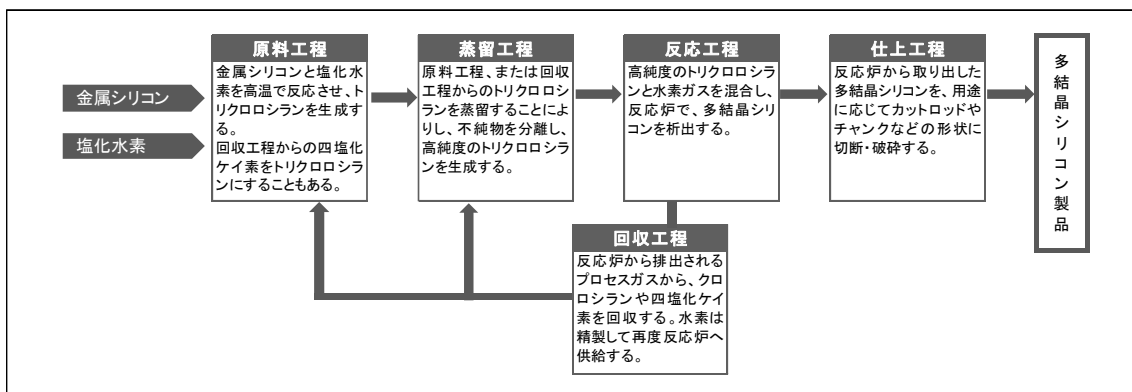 金属シリコン
塩化水素
原料工程
金属シリコンと塩化水
素を高温で反応させ、ト
リクロロシランを生成す
る。
回収工程からの四塩化
ケイ素をトリクロロシラ
ンにすることもある。
蒸留工程
原料工程、または回収
工程からのトリクロロシ
ランを蒸留することによ
りし、不純物を分離し、
高純度のトリクロロシ
ランを生成する。
反応工程
高純度のトリクロロシラ
ンと水素ガスを混合し、
反応炉で、多結晶シリ
コンを析出する。
仕上工程
反応炉から取り出した
多結晶シリコンを、用途
に応じてカットロッドや
チャンクなどの形状に
切断・破砕する。
多結晶シリコン製品
回収工程
反応炉から排出される
プロセスガスから、クロ
ロシランや四塩化ケイ
素を回収する。水素は
精製して再度反応炉へ
供給する。